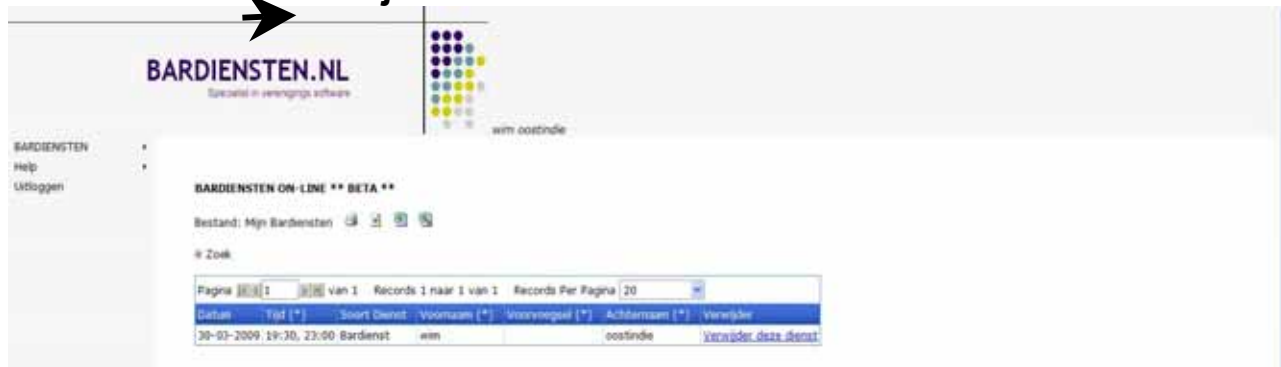 BARDIENSTEN.NL
Specialist in verenigings software
wim oostindie
BARDIENSTEN
Help
Uitloggen
BARDIENSTEN ON-LINE ** BETA **
Bestand: Mijn Bardiensten
Zoek
Pagina 1 van 1 Records 1 naar 1 van 1 Records Per Pagina 20
Datum Tijd (*) Soort Dienst Voornaam (*) Voorvoegsel (*) Achternaam (*) Verwijder
30-03-2009 19:30, 23:00 Bardienst wim oostindie Verwijder deze dienst